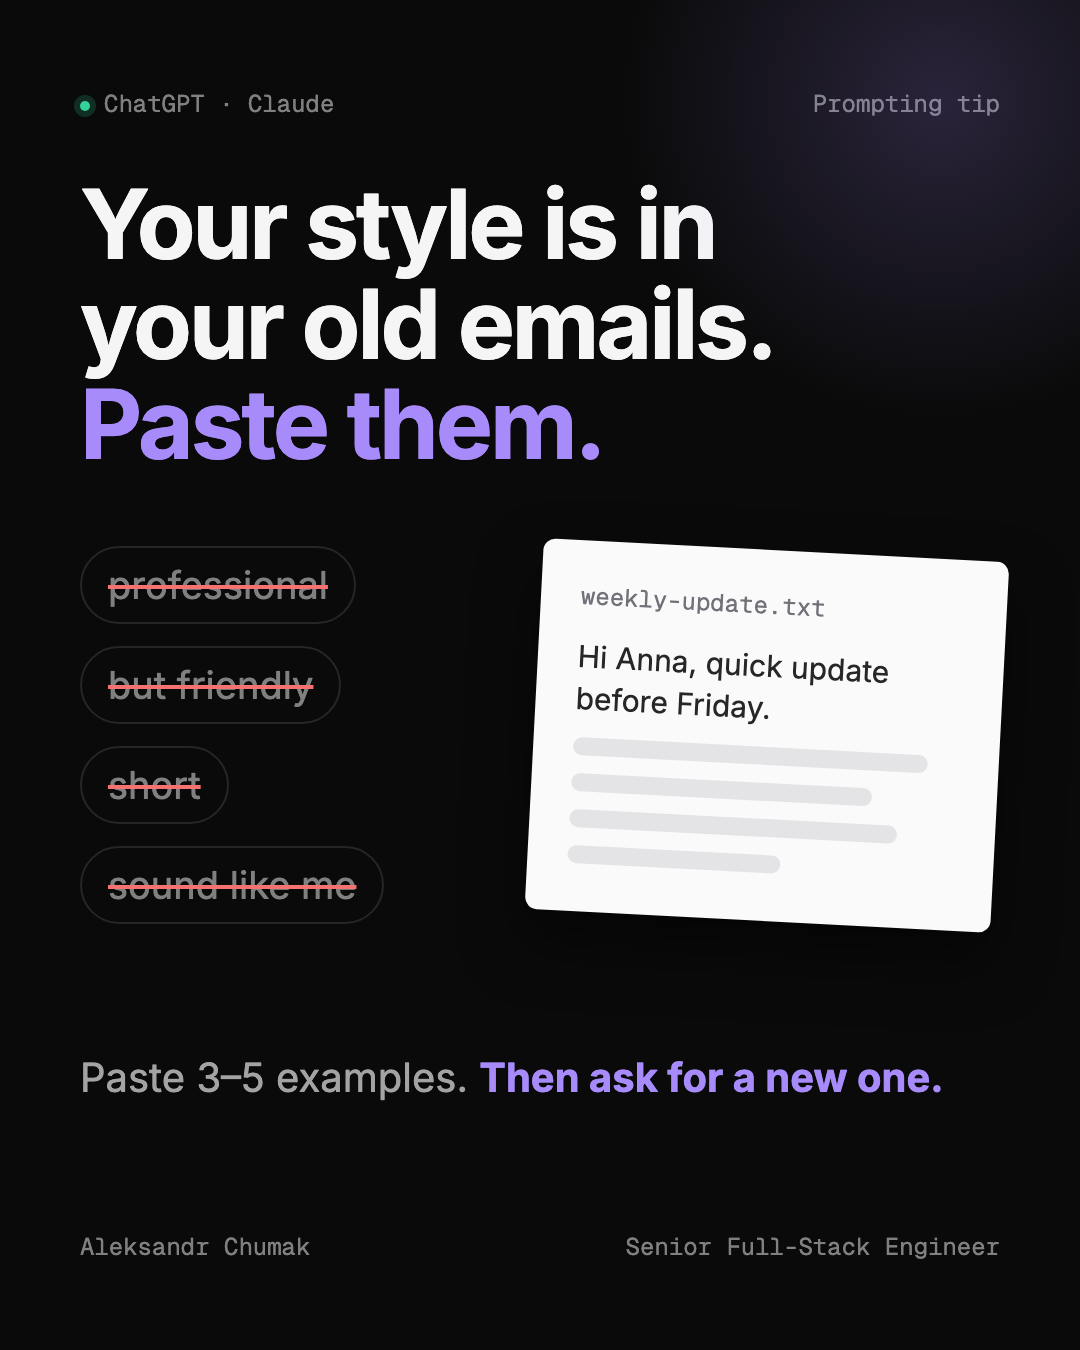 ChatGPT · Claude
Prompting tip
Your style is in
your old emails.
Paste them.
professional
but friendly
short
sound like me
weekly-update.txt
Hi Anna, quick update
before Friday.
Paste 3–5 examples. Then ask for a new one.
Aleksandr Chumak
Senior Full-Stack Engineer